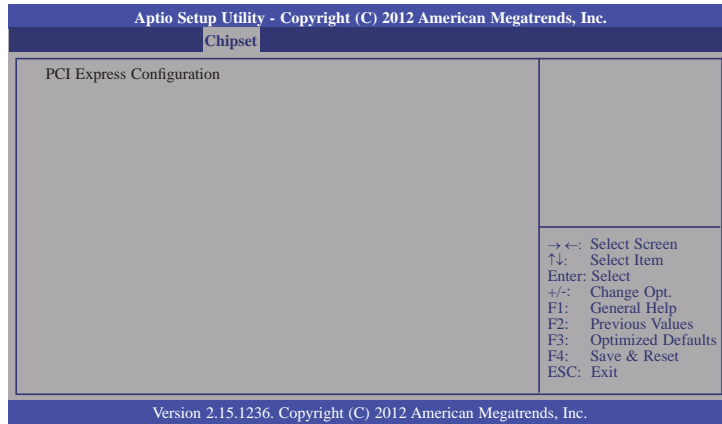 Aptio Setup Utility - Copyright (C) 2012 American Megatrends, Inc.
Chipset
PCI Express Configuration
→ ←: Select Screen
↑↓: Select Item
Enter: Select
+/-: Change Opt.
F1: General Help
F2: Previous Values
F3: Optimized Defaults
F4: Save & Reset
ESC: Exit
Version 2.15.1236. Copyright (C) 2012 American Megatrends, Inc.